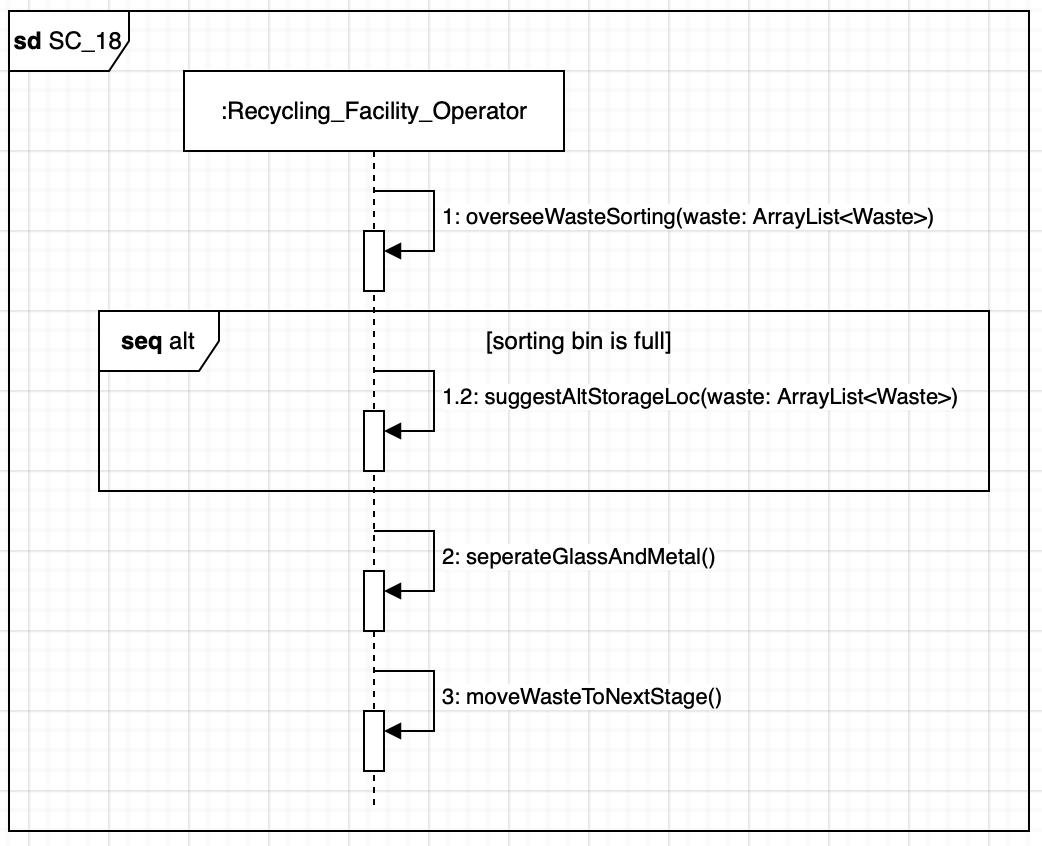 sd SC_18
:Recycling_Facility_Operator
1: overseeWasteSorting(waste: ArrayList<Waste>)
seq alt
[sorting bin is full]
1.2: suggestAltStorageLoc(waste: ArrayList<Waste>)
2: seperateGlassAndMetal()
3: moveWasteToNextStage()